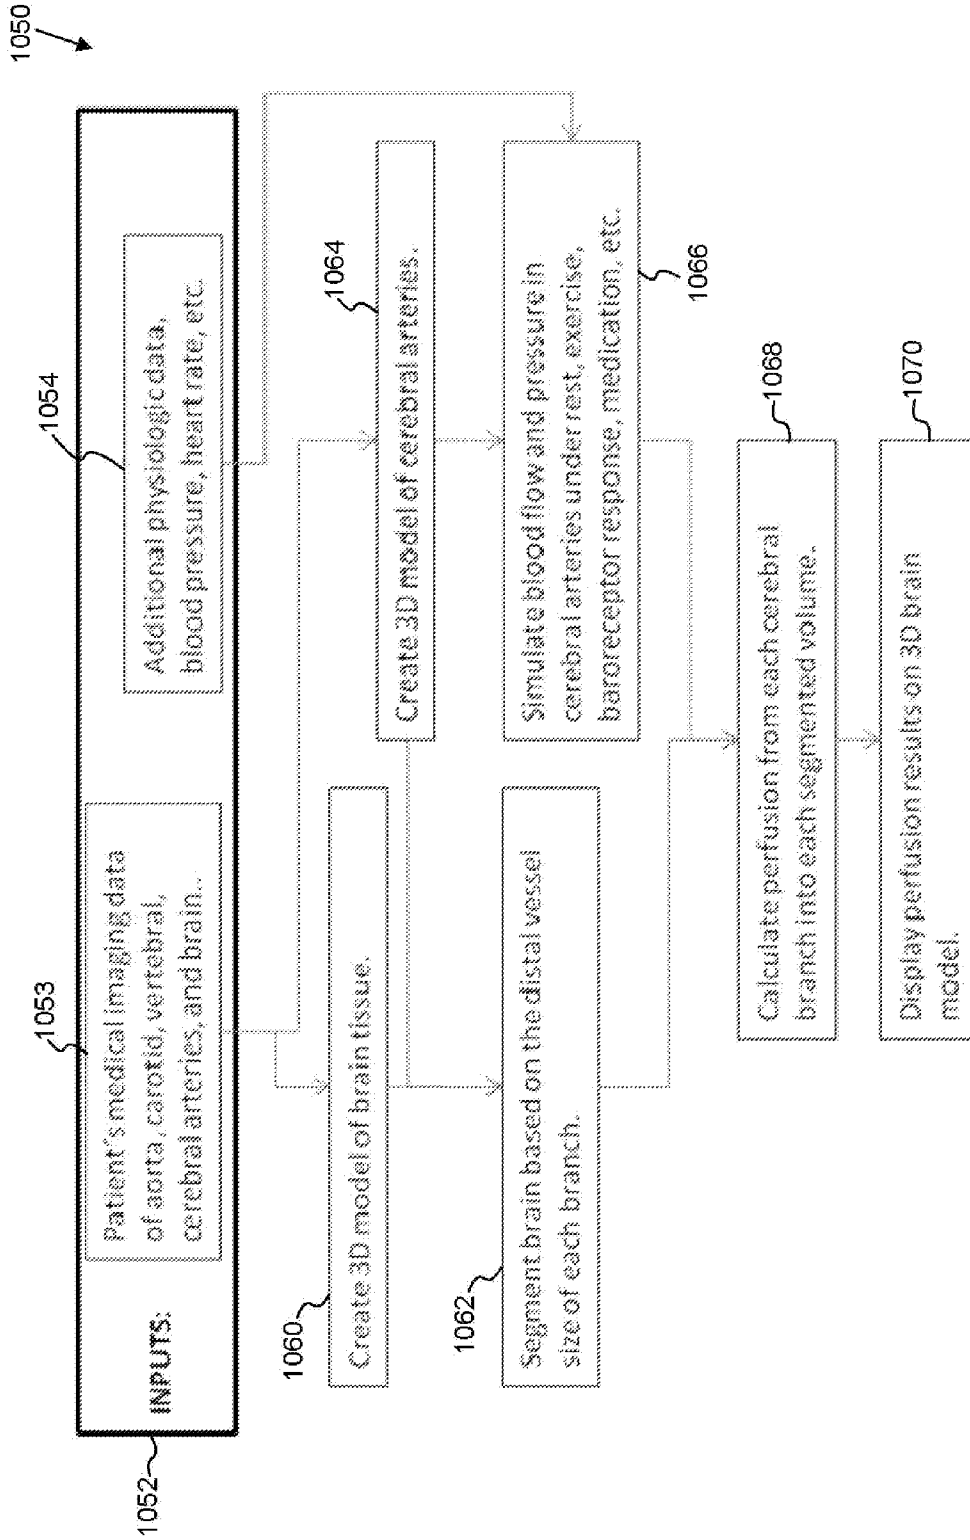 1050
1052
INPUTS:
1053
Patient's medical imaging data
of aorta, carotid, vertebral,
cerebral arteries, and brain..
1054
Additional physiologic data,
blood pressure, heart rate, etc.
1060
Create 3D model of brain tissue.
1064
Create 3D model of cerebral arteries.
1062
Segment brain based on the distal vessel
size of each branch.
Simulate blood flow and pressure in
cerebral arteries under rest, exercise,
baroreceptor response, medication, etc.
1066
1068
Calculate perfusion from each cerebral
branch into each segmented volume.
1070
Display perfusion results on 3D brain
model.